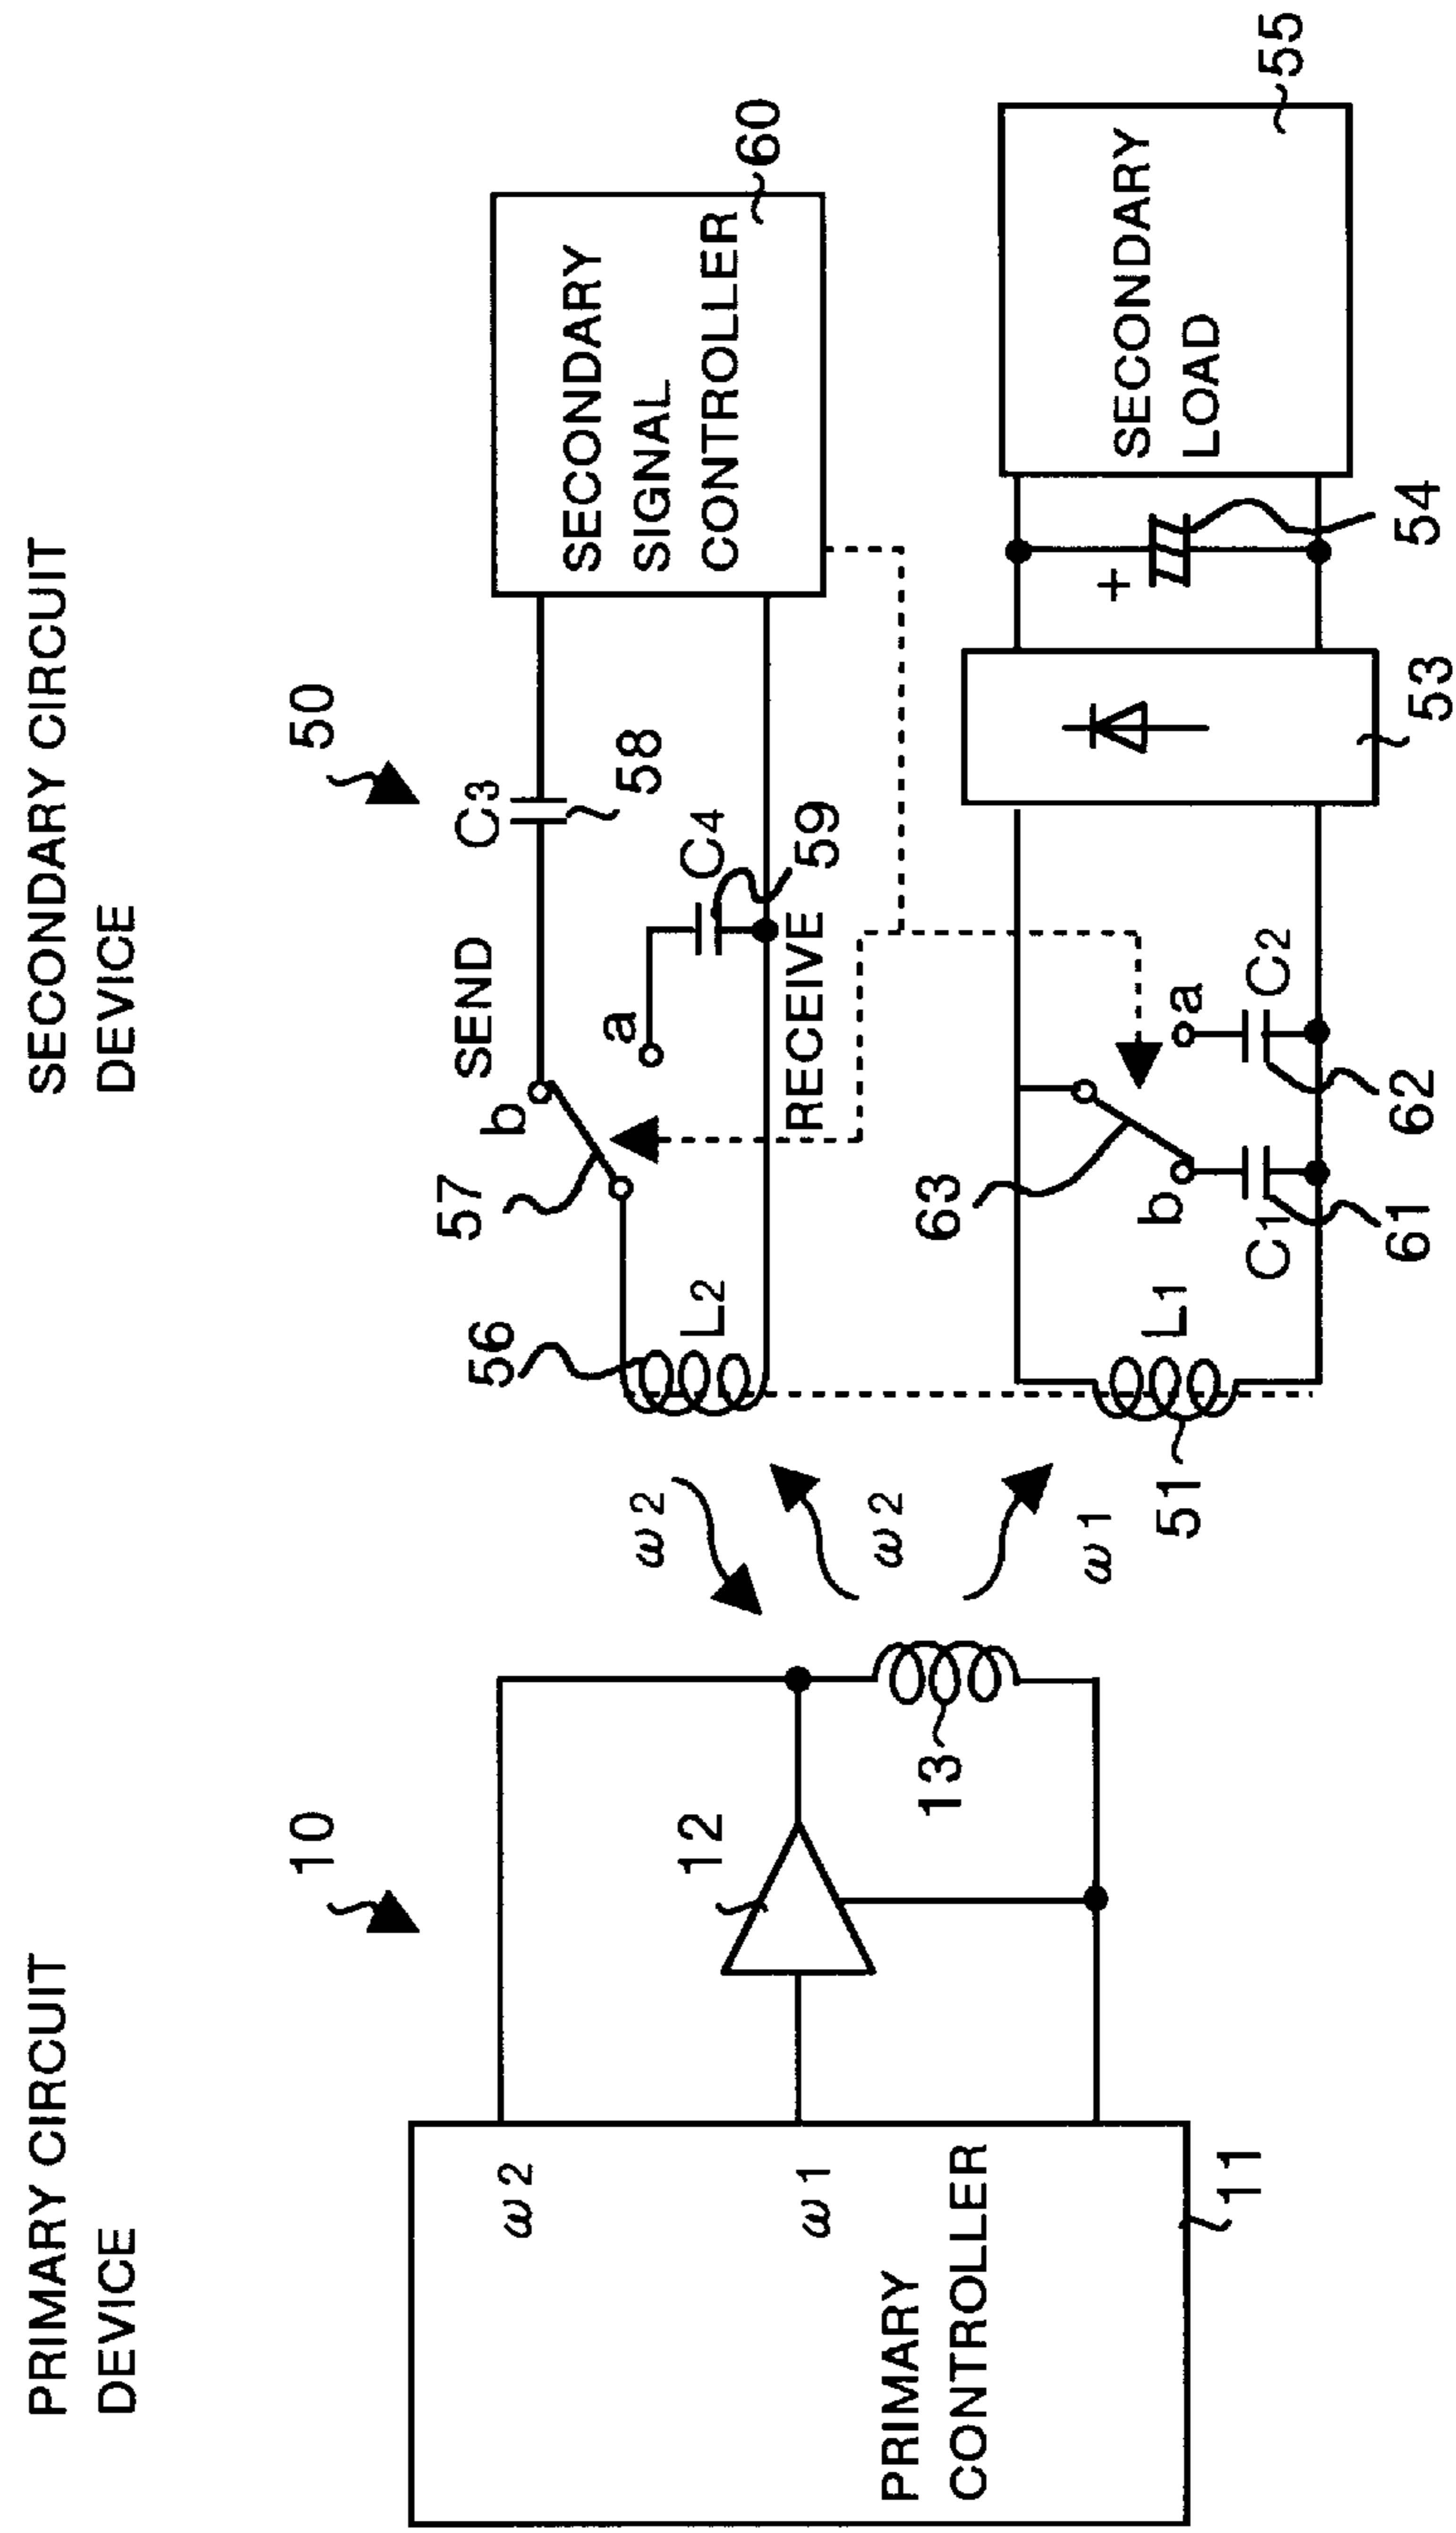 PRIMARY CIRCUIT
DEVICE
SECONDARY CIRCUIT
DEVICE
10
50
ω2
ω1
PRIMARY
CONTROLLER
11
12
13
ω2
ω2
ω1
56
L2
57
b
SEND
C3
58
a
C4
59
RECEIVE
SECONDARY
SIGNAL
CONTROLLER
60
51
L1
63
b
a
C1
61
C2
62
53
+
54
SECONDARY
LOAD
55